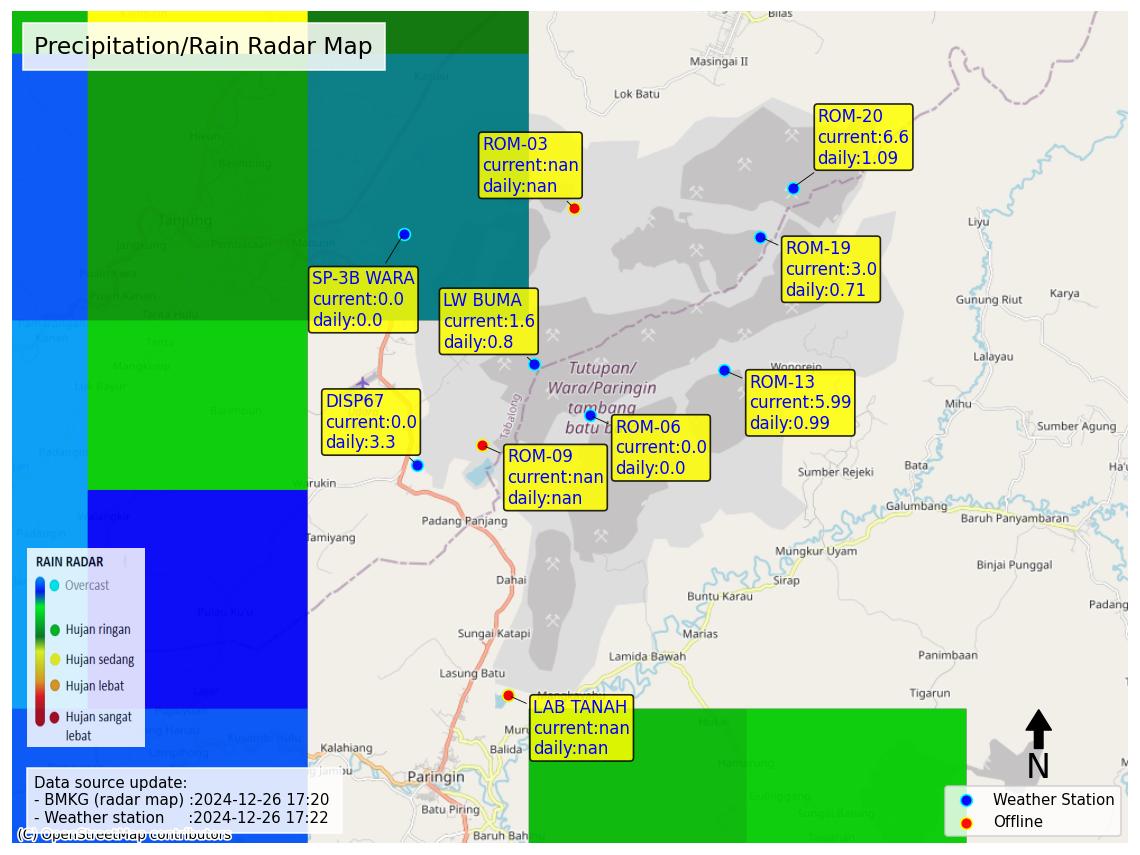 Precipitation/Rain Radar Map
Bilas
Masingai II
Lok Batu
Kambitin
Tanjung
Jangkung
Liyu
Gunung Riut
Karya
Lalayau
Wonorejo
Mihu
Sumber Agung
Bata
Sumber Rejeki
Galumbang
Baruh Panyambaran
Mungkur Uyam
Binjai Punggal
Sirap
Buntu Karau
Padang
Marias
Lamida Bawah
Panimbaan
Tigarun
Warukin
Padang Panjang
Tamiyang
Dahai
Sungai Katapi
Lasung Batu
Kalahiang
Balida
Paringin
Batu Piring
Tabalong
Tutupan/
Wara/Paringin
tambang
ROM-20
current:6.6
daily:1.09
ROM-03
current:nan
daily:nan
ROM-19
current:3.0
daily:0.71
SP-3B WARA
current:0.0
daily:0.0
LW BUMA
current:1.6
daily:0.8
ROM-13
current:5.99
daily:0.99
DISP67
current:0.0
daily:3.3
ROM-06
current:0.0
daily:0.0
ROM-09
current:nan
daily:nan
LAB TANAH
current:nan
daily:nan
RAIN RADAR
Overcast
Hujan ringan
Hujan sedang
Hujan lebat
Hujan sangat
lebat
Data source update:
- BMKG (radar map) :2024-12-26 17:20
- Weather station :2024-12-26 17:22
(C) OpenStreetMap contributors
N
Weather Station
Offline